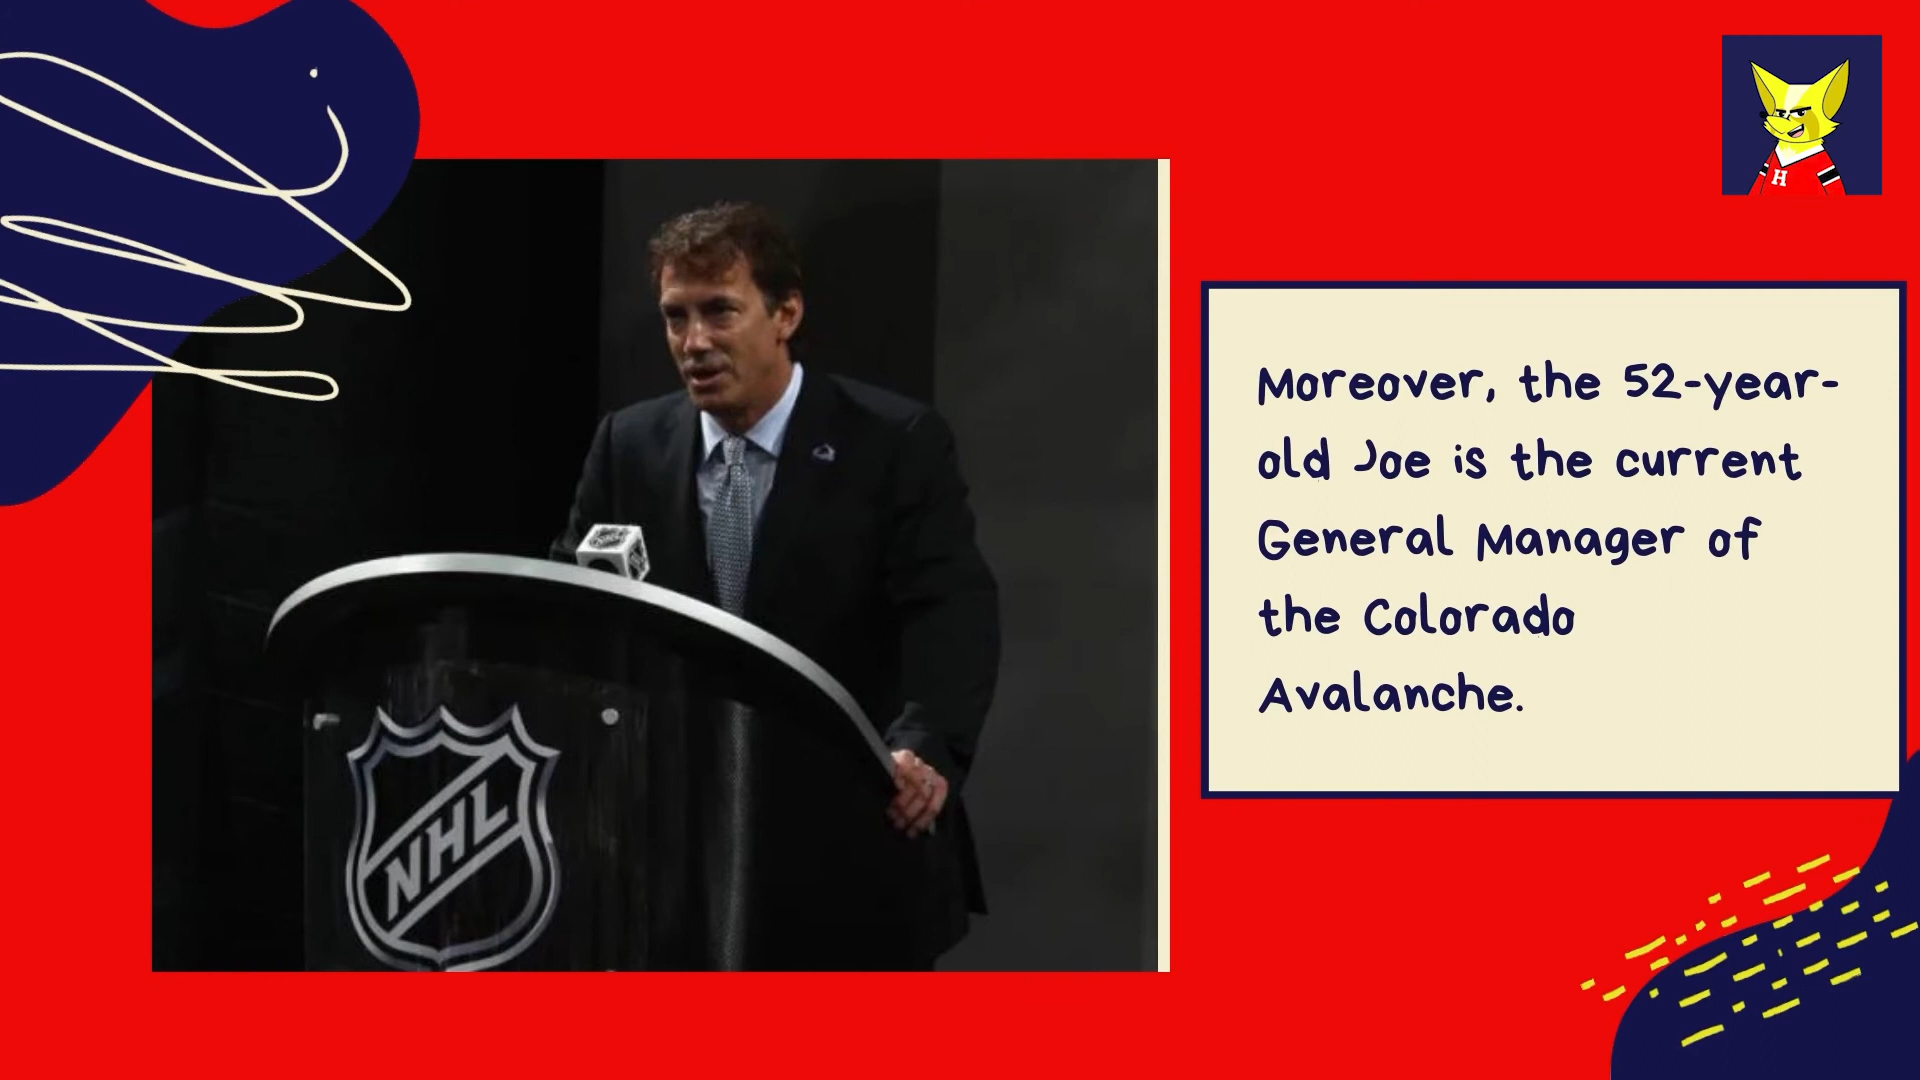 H
Moreover, the 52-year-
old Joe is the current
General Manager of
the Colorado
Avalanche.
NHL